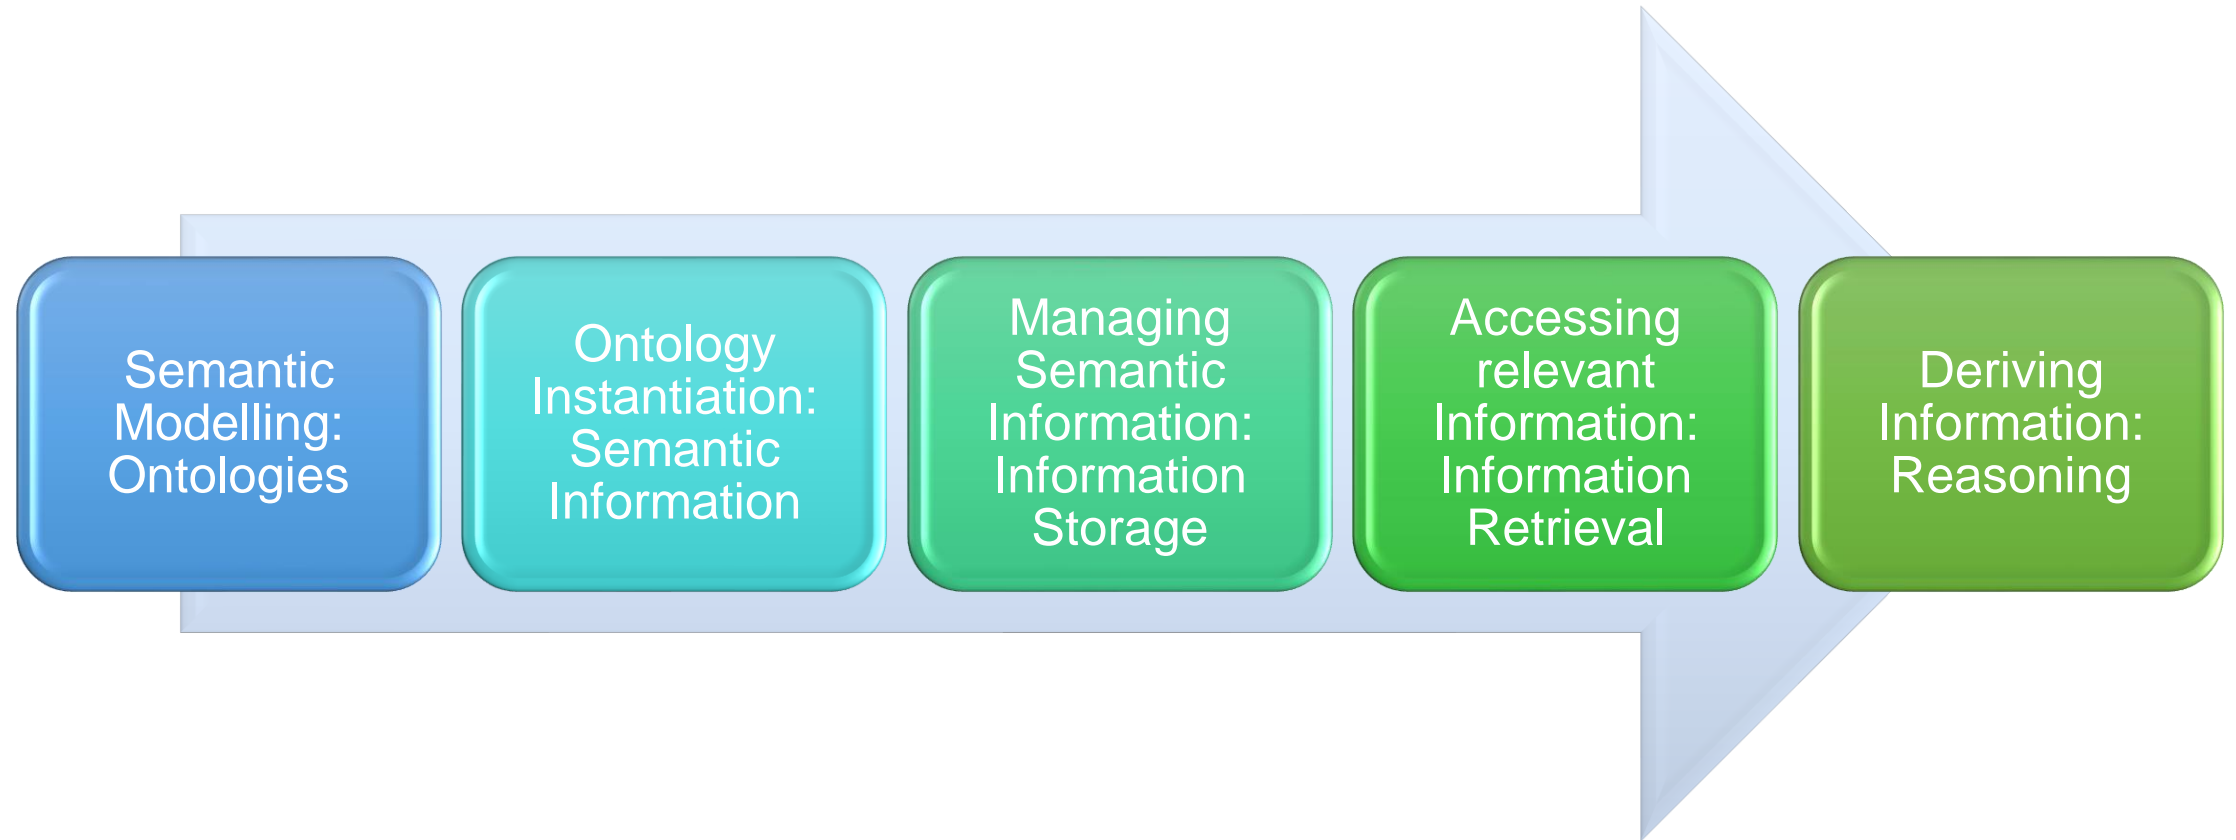 Semantic
Modelling:
Ontologies
Ontology
Instantiation:
Semantic
Information
Managing
Semantic
Information:
Information
Storage
Accessing
relevant
Information:
Information
Retrieval
Deriving
Information:
Reasoning